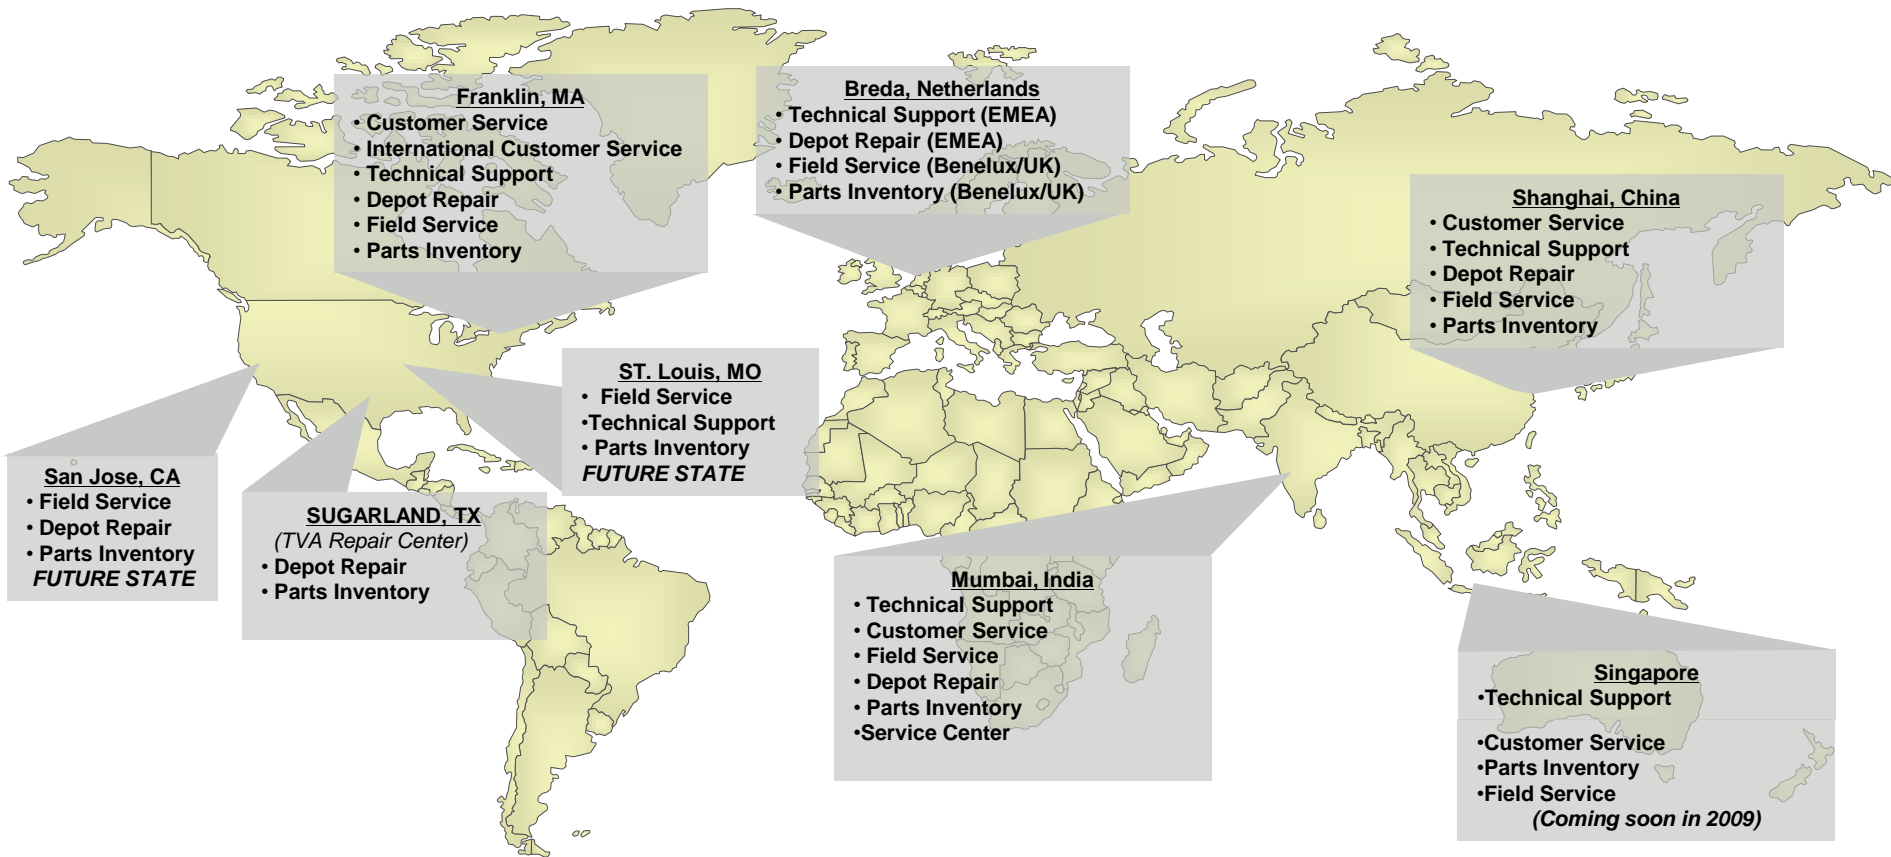 Franklin, MA
• Customer Service
• International Customer Service
• Technical Support
• Depot Repair
• Field Service
• Parts Inventory
Breda, Netherlands
• Technical Support (EMEA)
• Depot Repair (EMEA)
• Field Service (Benelux/UK)
• Parts Inventory (Benelux/UK)
Shanghai, China
• Customer Service
• Technical Support
• Depot Repair
• Field Service
• Parts Inventory
ST. Louis, MO
• Field Service
•Technical Support
• Parts Inventory
FUTURE STATE
San Jose, CA
• Field Service
• Depot Repair
• Parts Inventory
FUTURE STATE
SUGARLAND, TX
(TVA Repair Center)
• Depot Repair
• Parts Inventory
Mumbai, India
• Technical Support
• Customer Service
• Field Service
• Depot Repair
• Parts Inventory
•Service Center
Singapore
•Technical Support
•Customer Service
•Parts Inventory
•Field Service
(Coming soon in 2009)